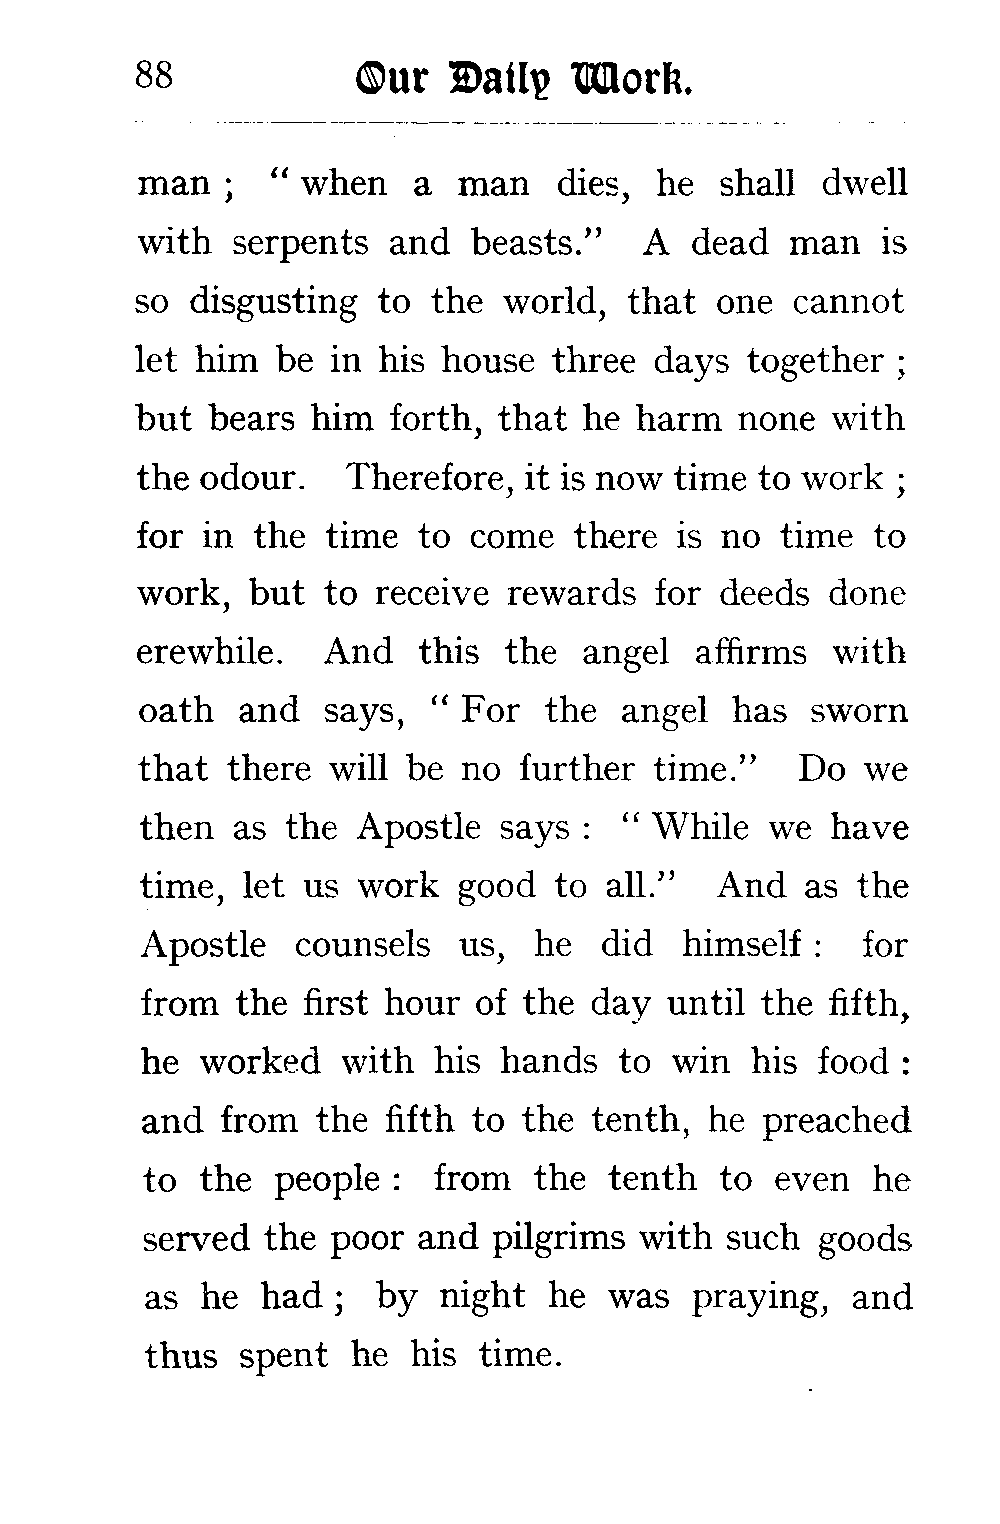 88 Our Daily Work.
man ; “ when a man dies, he shall dwell
with serpents and beasts.” A dead man is
so disgusting to the world, that one cannot
let him be in his house three days together ;
but bears him forth, that he harm none with
the odour. Therefore, it is now time to work ;
for in the time to come there is no time to
work, but to receive rewards for deeds done
erewhile. And this the angel affirms with
oath and says, “ For the angel has sworn
that there will be no further time.” Do we
then as the Apostle says : “ While we have
time, let us work good to all.” And as the
Apostle counsels us, he did himself : for
from the first hour of the day until the fifth,
he worked with his hands to win his food :
and from the fifth to the tenth, he preached
to the people : from the tenth to even he
served the poor and pilgrims with such goods
as he had ; by night he was praying, and
thus spent he his time.